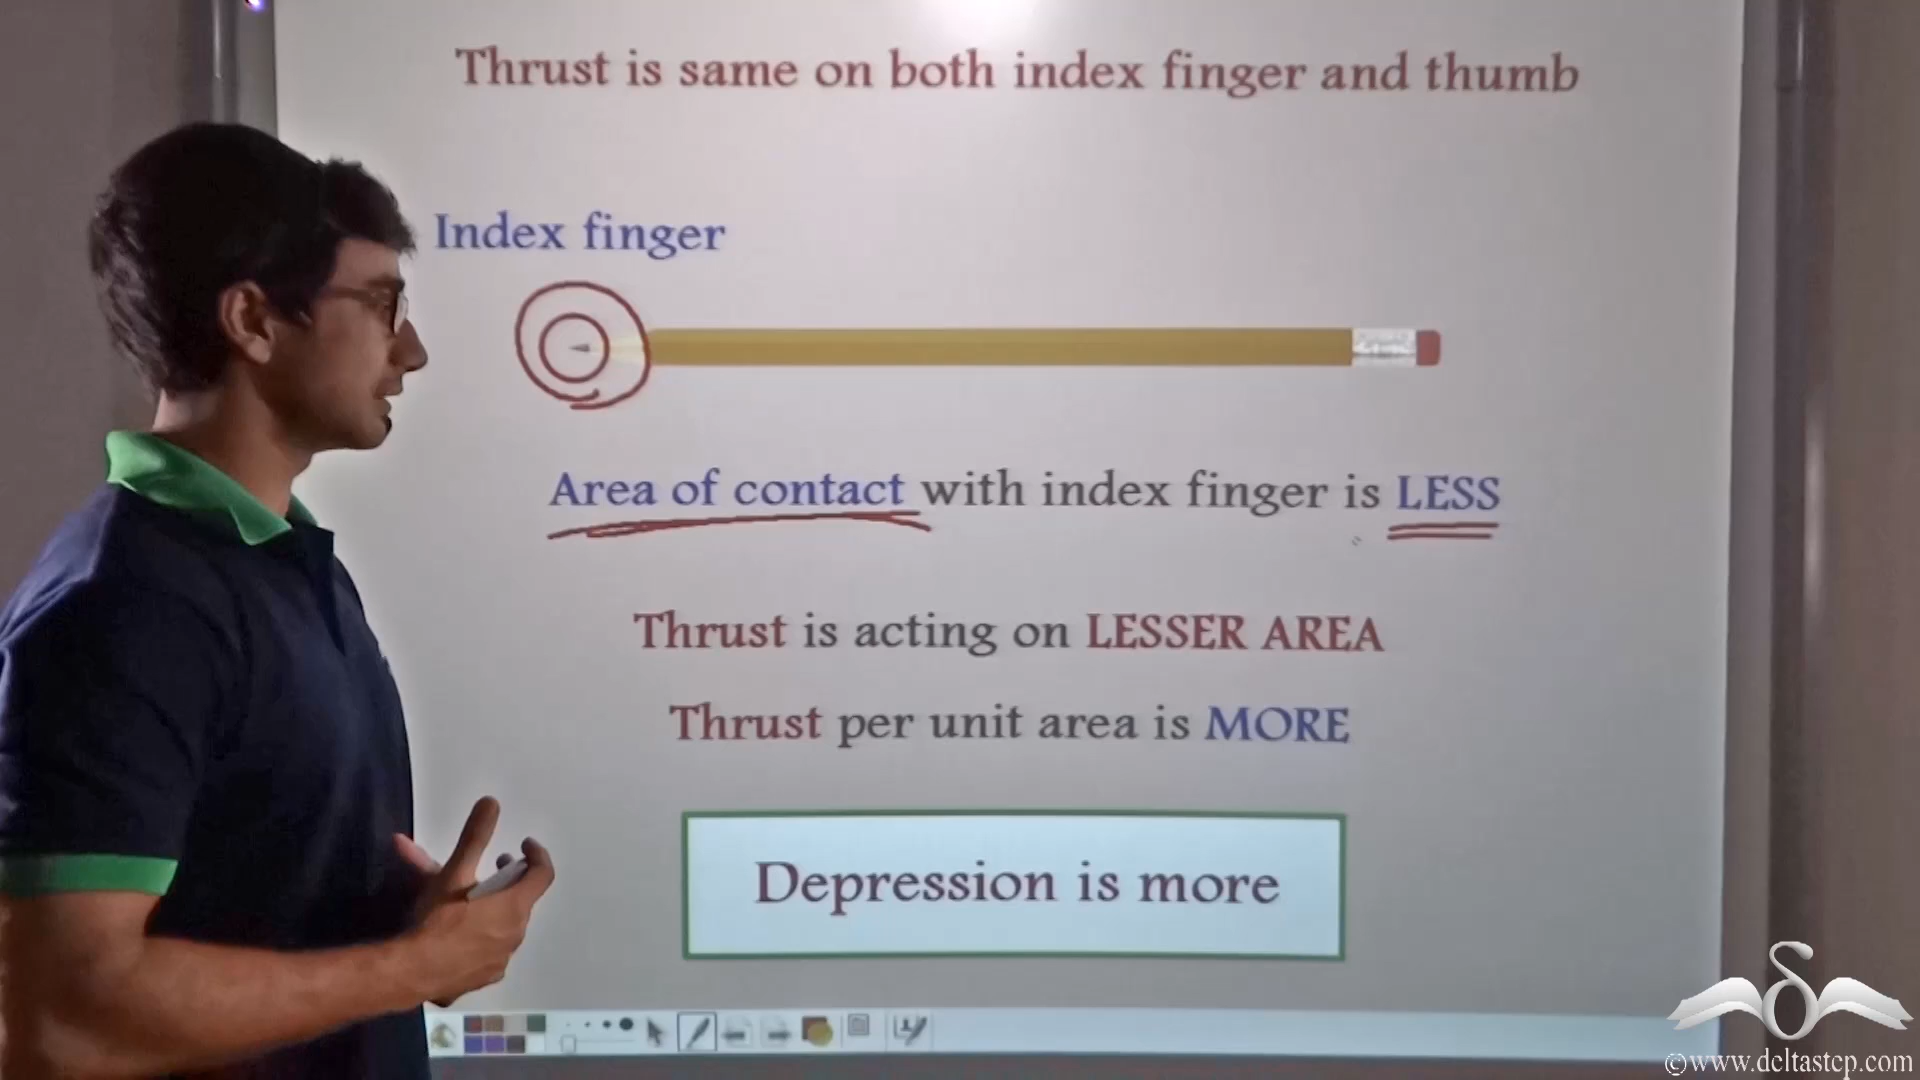 Thrust is same on both index finger and thumb
Index finger
Area of contact with index finger is LESS
Thrust is acting on LESSER AREA
Thrust per unit area is MORE
Depression is more
©www.deltastep.com